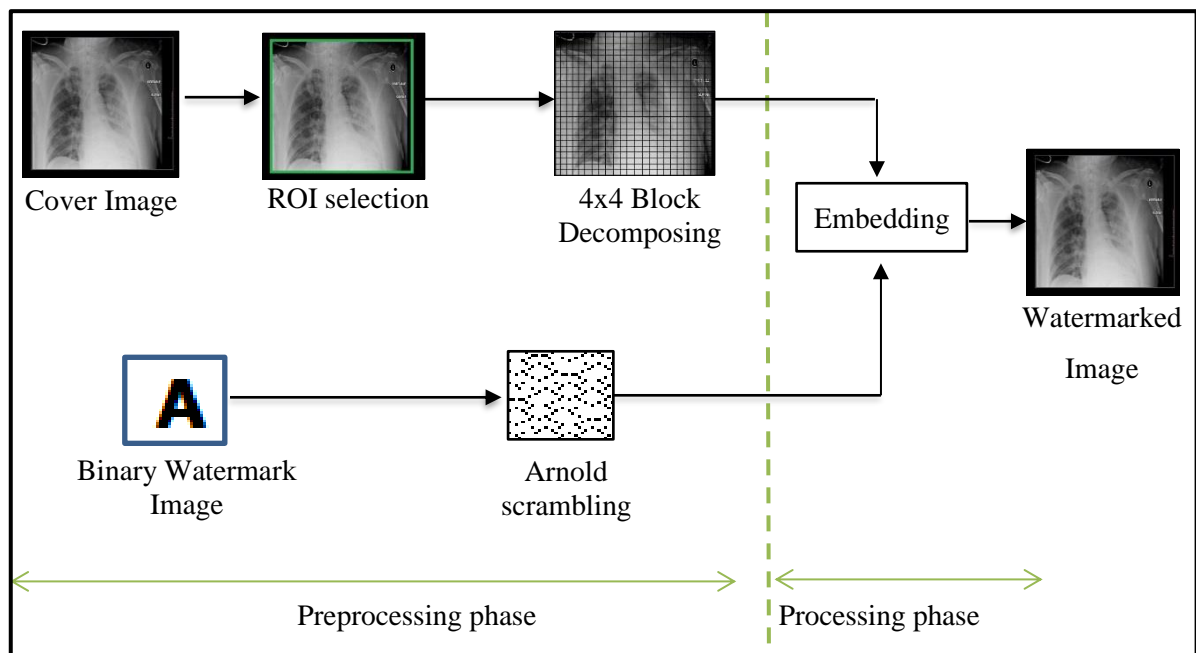 Cover Image
ROI selection
4x4 Block
Decomposing
Embedding
Watermarked
Image
A
Binary Watermark
Image
Arnold
scrambling
Preprocessing phase
Processing phase